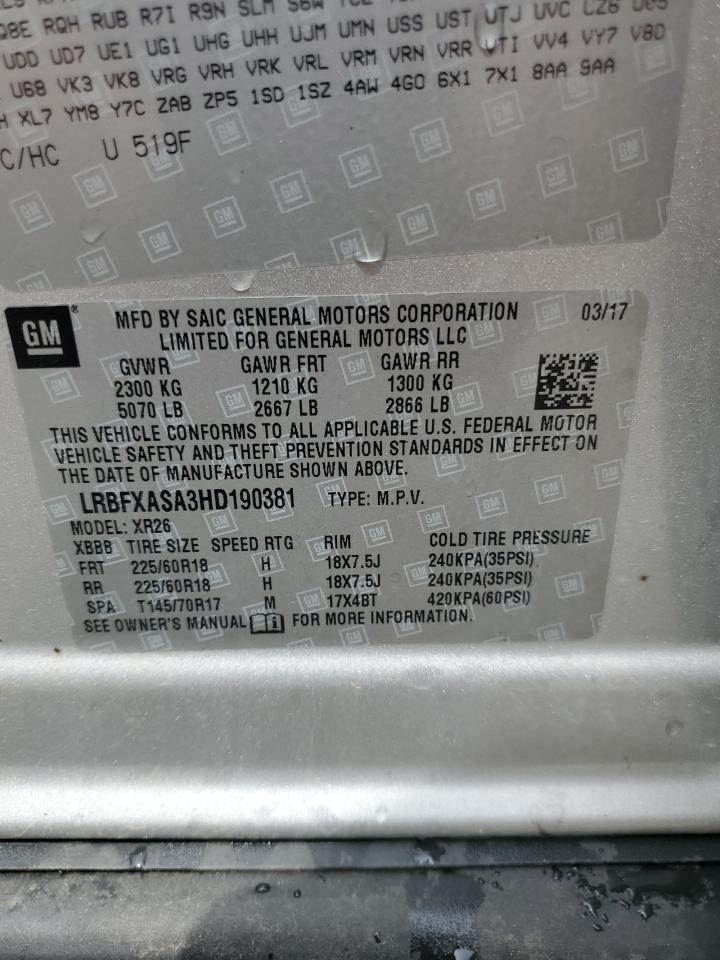 Q8E RQH RUB R7I R9N SLM S6W
UDD UD7 UE1 UG1 UHG UHH UJM UMN USS UST UTJ UVC CZ6
U68 VK3 VK8 VRG VRH VRK VRL VRM VRN VRR VTI VV4 VY7 V8D
XL7 YM8 Y7C ZAB ZP5 1SD 1SZ 4AW 4G0 6X1 7X1 8AA 9AA
C/HC U 519F
GM ®
MFD BY SAIC GENERAL MOTORS CORPORATION 03/17
LIMITED FOR GENERAL MOTORS LLC
GVWR GAWR FRT GAWR RR
2300 KG 1210 KG 1300 KG
5070 LB 2667 LB 2866 LB
THIS VEHICLE CONFORMS TO ALL APPLICABLE U.S. FEDERAL MOTOR
VEHICLE SAFETY AND THEFT PREVENTION STANDARDS IN EFFECT ON
THE DATE OF MANUFACTURE SHOWN ABOVE.
LRBFXASA3HD190381 TYPE: M.P.V.
MODEL: XR26
XBBB TIRE SIZE SPEED RTG RIM COLD TIRE PRESSURE
FRT 225/60R18 H 18X7.5J 240KPA(35PSI)
RR 225/60R18 H 18X7.5J 240KPA(35PSI)
SPA T145/70R17 M 17X4BT 420KPA(60PSI)
SEE OWNER'S MANUAL FOR MORE INFORMATION.